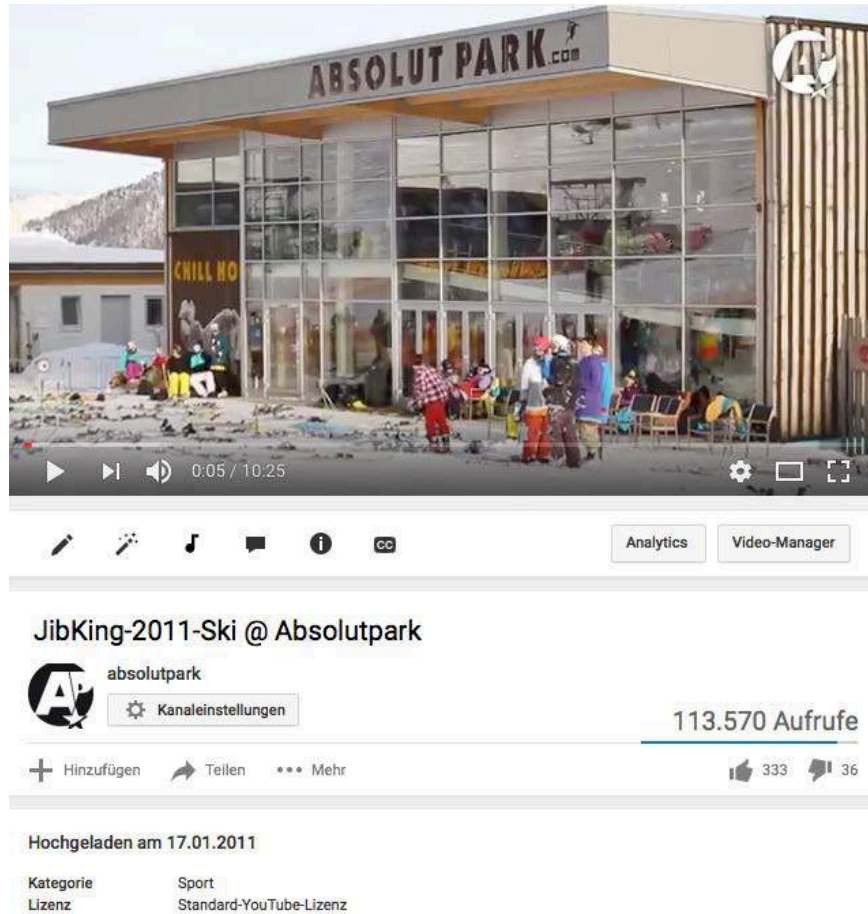 ABSOLUT PARK.com
CHILL HO
0:05 / 10:25
CC
Analytics
Video-Manager
JibKing-2011-Ski @ Absolutpark
absolutpark
Kanaleinstellungen
113.570 Aufrufe
Hinzufügen
Teilen
Mehr
333
36
Hochgeladen am 17.01.2011
Kategorie Sport
Lizenz Standard-YouTube-Lizenz